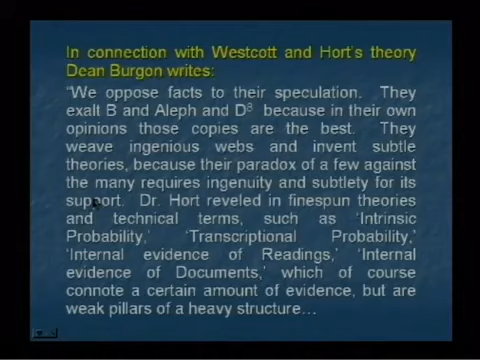 In connection with Westcott and Hort's theory
Dean Burgon writes:
"We oppose facts to their speculation. They
exalt B and Aleph and D³ because in their own
opinions those copies are the best. They
weave ingenious webs and invent subtle
theories, because their paradox of a few against
the many requires ingenuity and subtlety for its
support. Dr. Hort reveled in finespun theories
and technical terms, such as 'Intrinsic
Probability,' 'Transcriptional Probability,'
'Internal evidence of Readings,' 'Internal
evidence of Documents,' which of course
connote a certain amount of evidence, but are
weak pillars of a heavy structure…